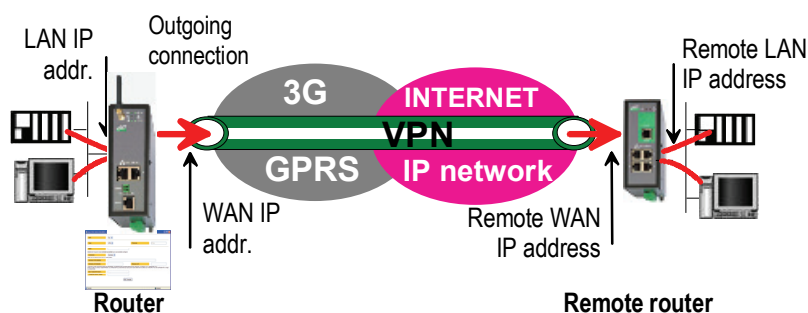 LAN IP
addr.
Outgoing
connection
3G
INTERNET
VPN
GPRS
IP network
Remote LAN
IP address
WAN IP
addr.
Remote WAN
IP address
Router
Remote router